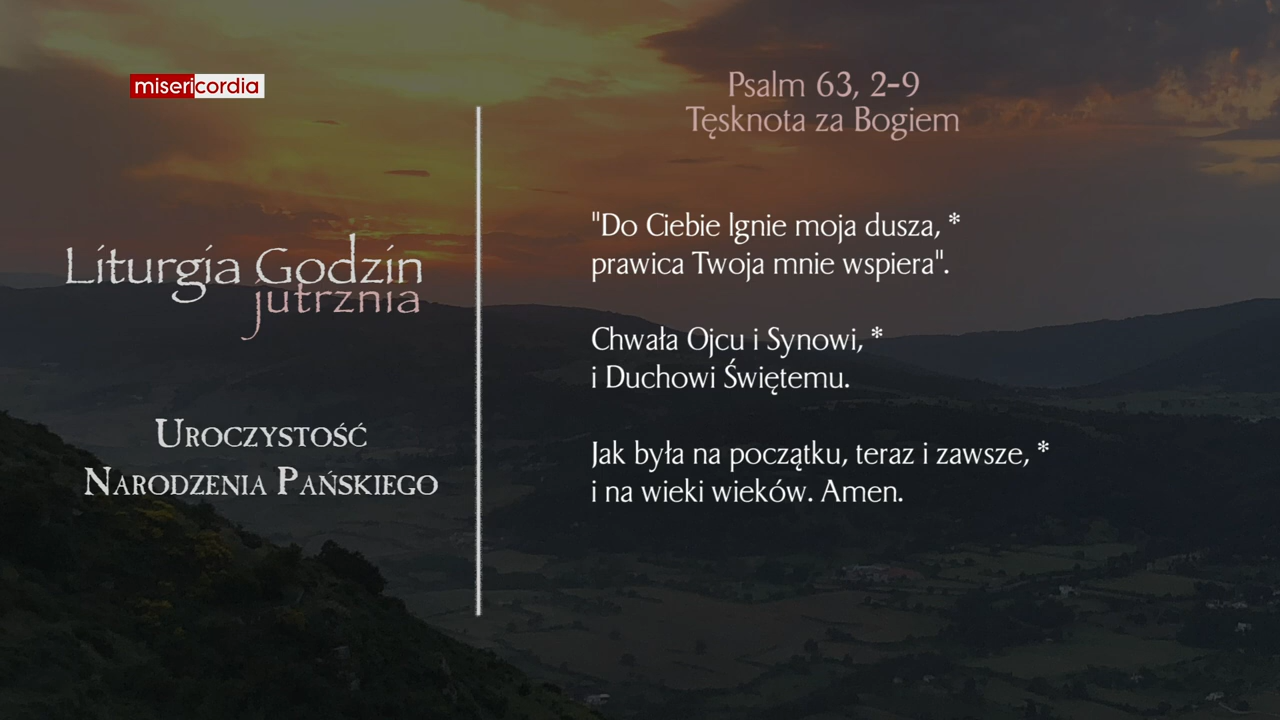 misericordia
Liturgia Godzin
jutrznia
Uroczystość
Narodzenia Pańskiego
Psalm 63, 2-9
Tęsknota za Bogiem
"Do Ciebie lgnie moja dusza, *
prawica Twoja mnie wspiera".
Chwała Ojcu i Synowi, *
i Duchowi Świętemu.
Jak była na początku, teraz i zawsze, *
i na wieki wieków. Amen.